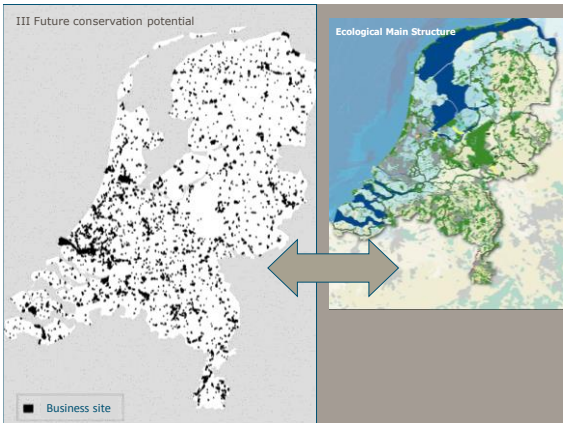 III Future conservation potential
Ecological Main Structure
Business site